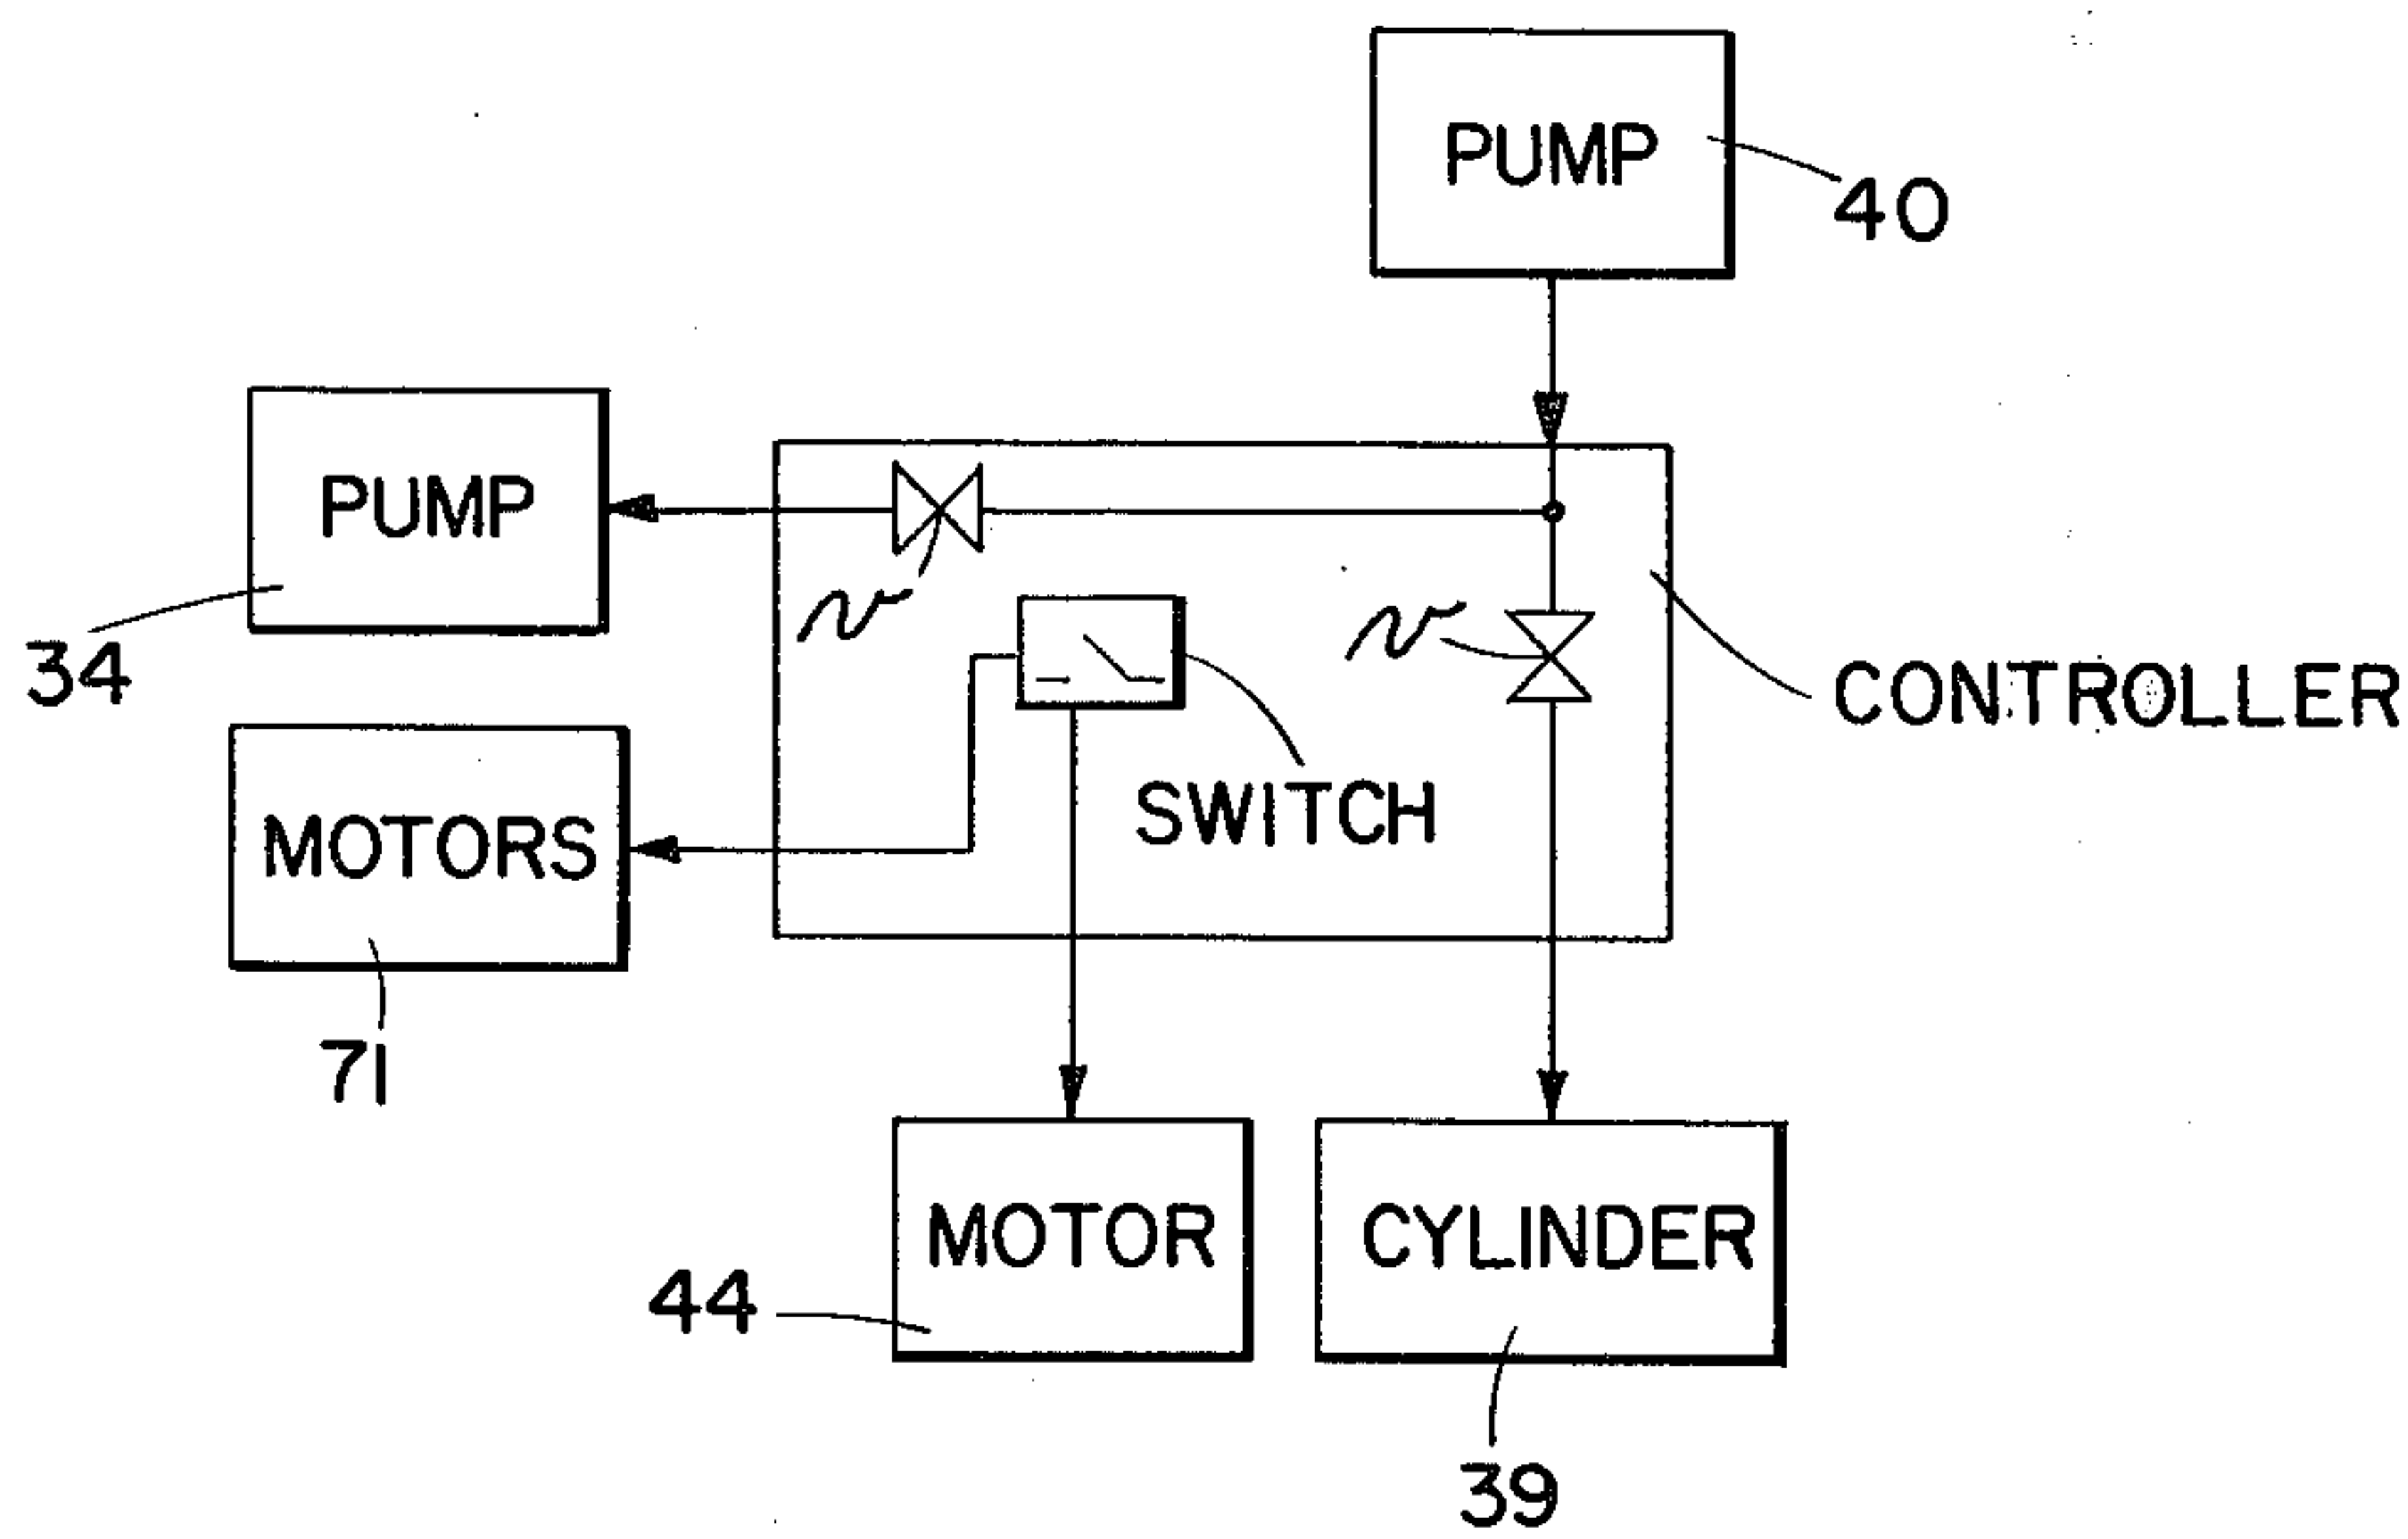 PUMP
40
PUMP
34
v
v
CONTROLLER
SWITCH
MOTORS
71
MOTOR
44
CYLINDER
39